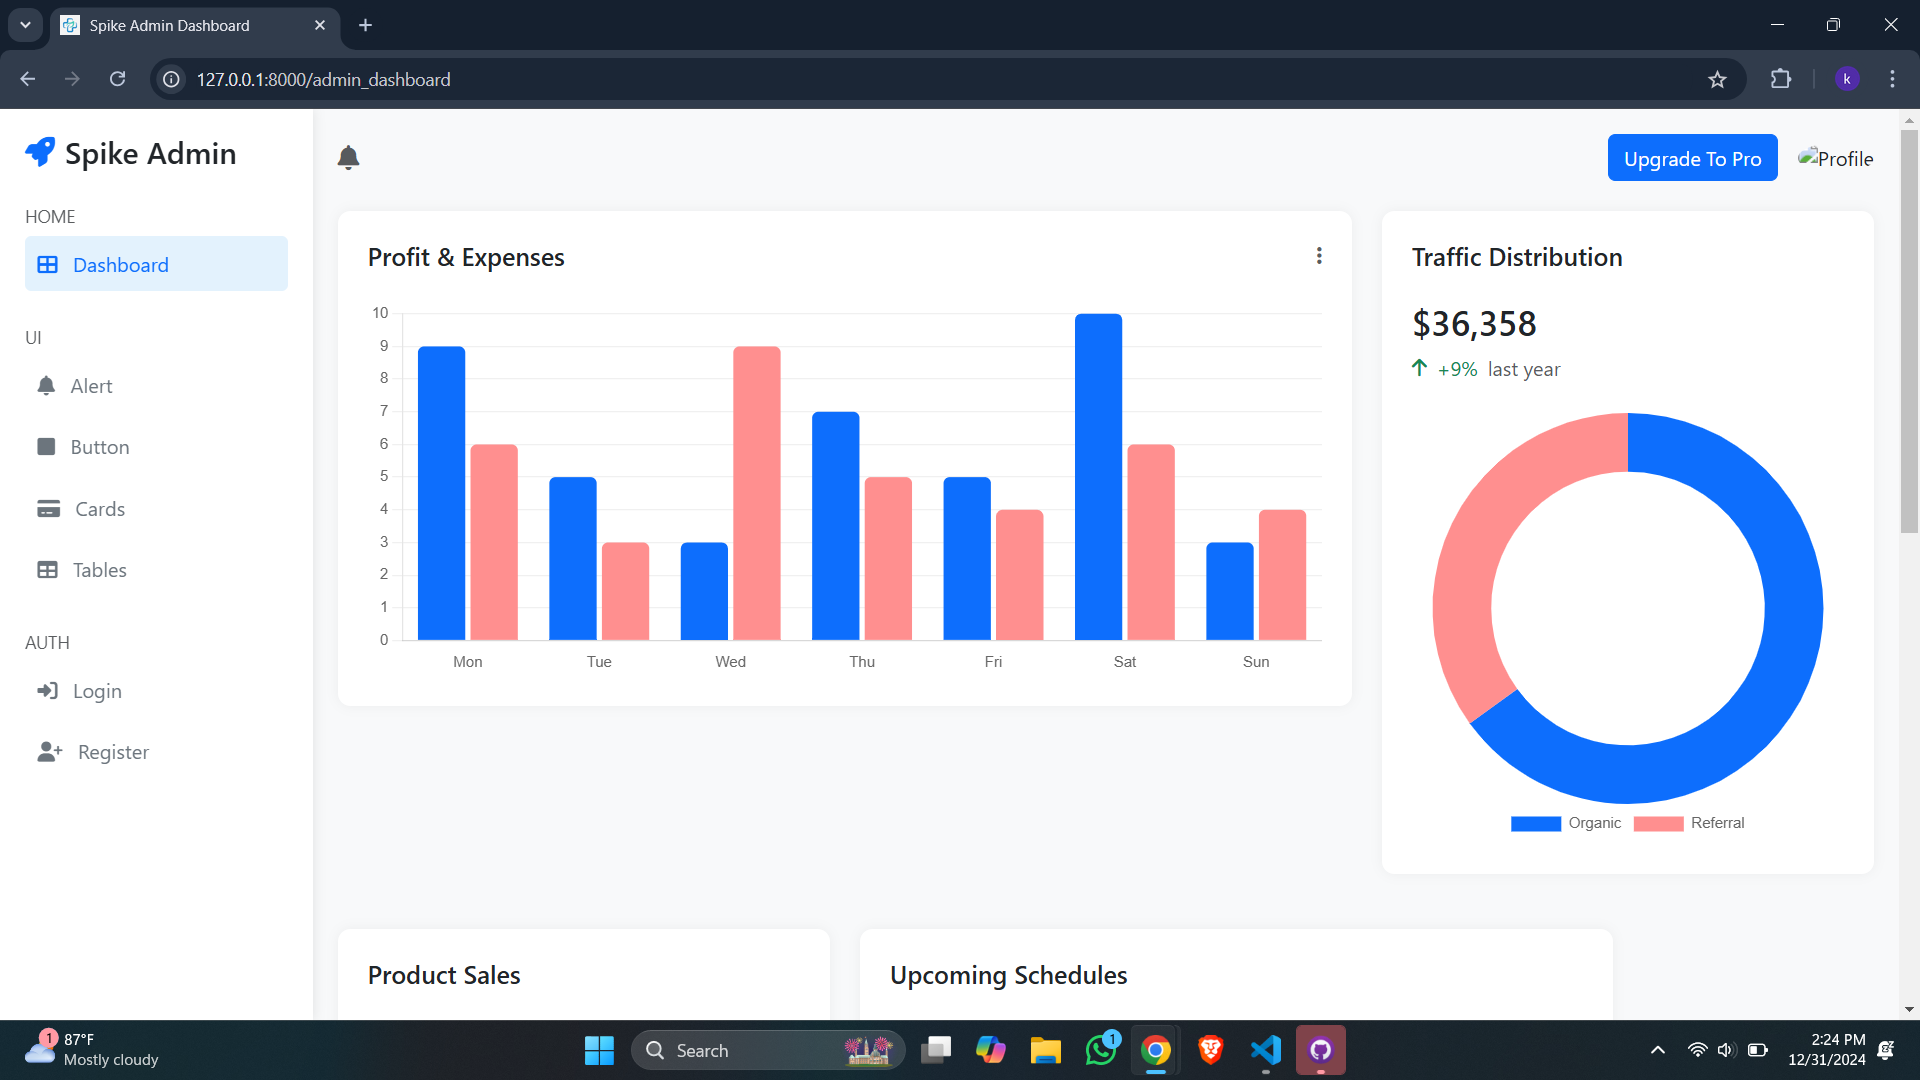 Spike Admin Dashboard
127.0.0.1:8000/admin_dashboard
k
Spike Admin
HOME
Dashboard
UI
Alert
Button
Cards
Tables
AUTH
Login
Register
Upgrade To Pro
Profile
Profit & Expenses
10
9
8
7
6
5
4
3
2
1
0
Mon Tue Wed Thu Fri Sat Sun
Traffic Distribution
$36,358
+9% last year
Organic Referral
Product Sales
Upcoming Schedules
1
87°F
Mostly cloudy
Search
1
2:24 PM
12/31/2024